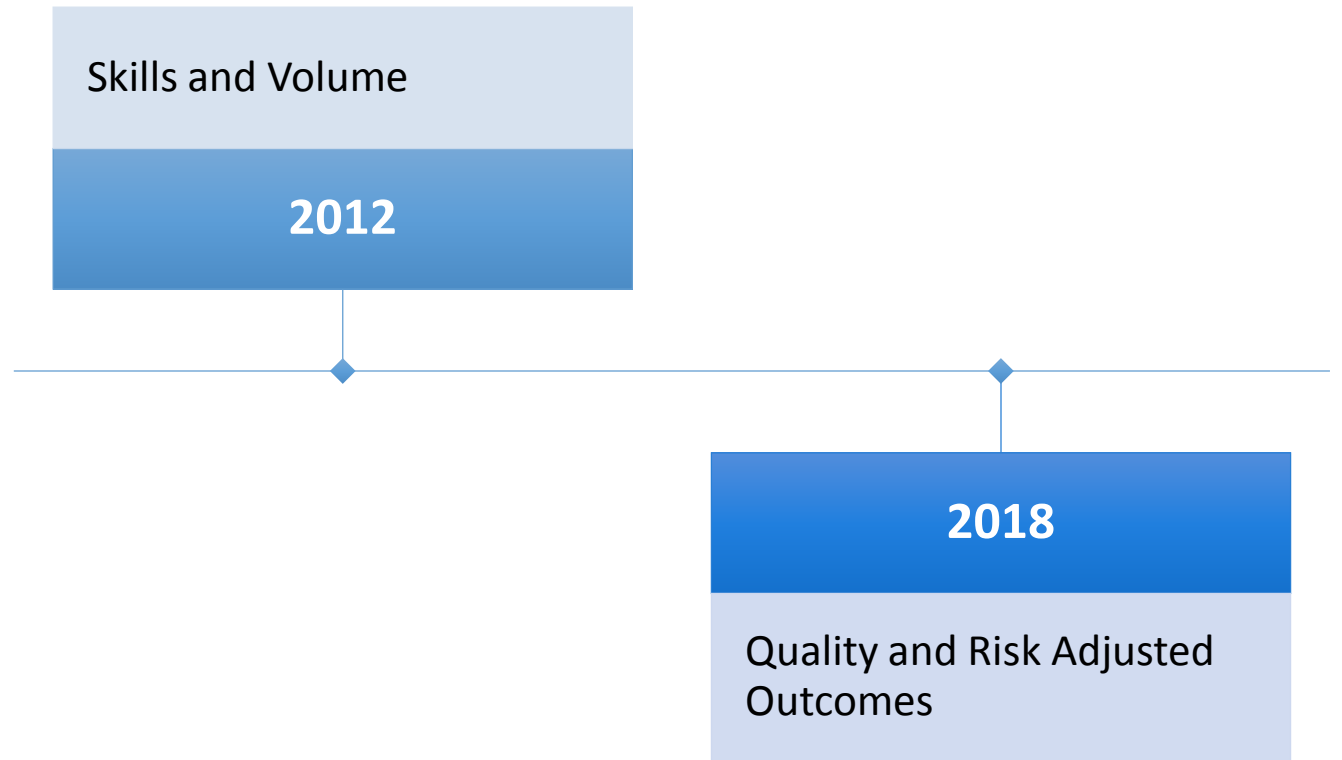 Skills and Volume
2012
2018
Quality and Risk Adjusted
Outcomes